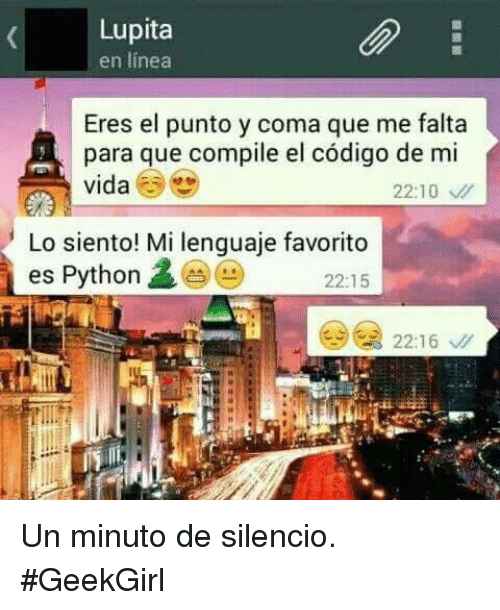 Lupita
en línea
Eres el punto y coma que me falta
para que compile el código de mi
vida
22:10
Lo siento! Mi lenguaje favorito
es Python
22:15
22:16
Un minuto de silencio.
#GeekGirl